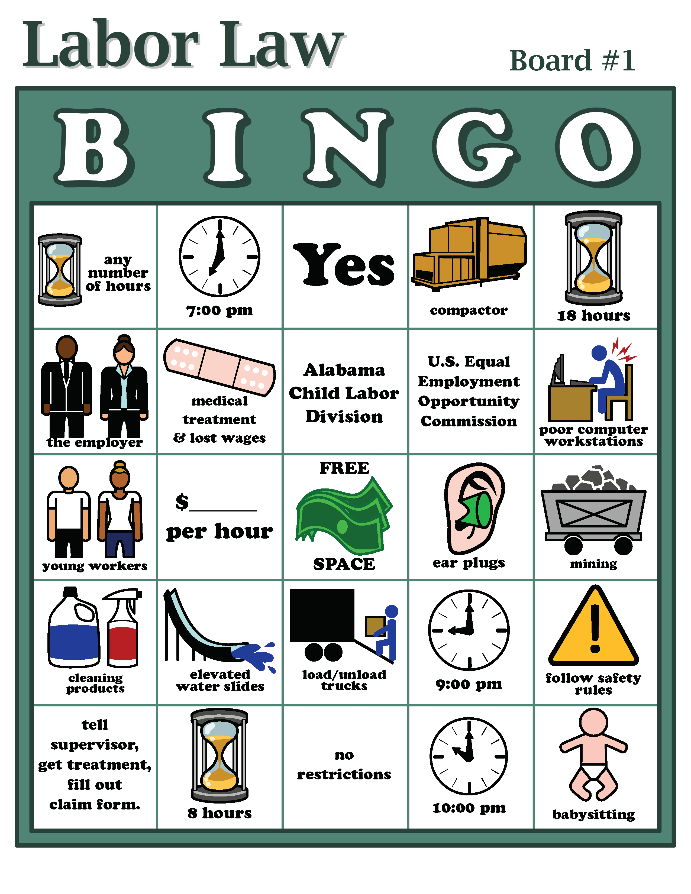 Labor Law
Board #1
B I N G O
any
number
of hours
7:00 pm
Yes
compactor
18 hours
the employer
medical
treatment
& lost wages
Alabama
Child Labor
Division
U.S. Equal
Employment
Opportunity
Commission
poor computer
workstations
young workers
$______
per hour
FREE
SPACE
ear plugs
mining
cleaning
products
elevated
water slides
load/unload
trucks
9:00 pm
!
follow safety
rules
tell
supervisor,
get treatment,
fill out
claim form.
8 hours
no
restrictions
10:00 pm
babysitting